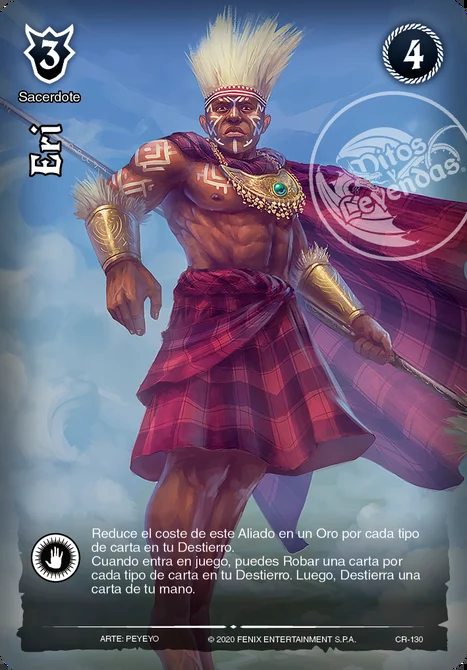 3
4
Sacerdote
Eri
Mitos
y
Leyendas
Reduce el coste de este Aliado en un Oro por cada tipo
de carta en tu Destierro.
Cuando entra en juego, puedes Robar una carta por
cada tipo de carta en tu Destierro. Luego, Destierra una
carta de tu mano.
ARTE: PEYEYO
© 2020 FENIX ENTERTAINMENT S.P.A.
CR-130